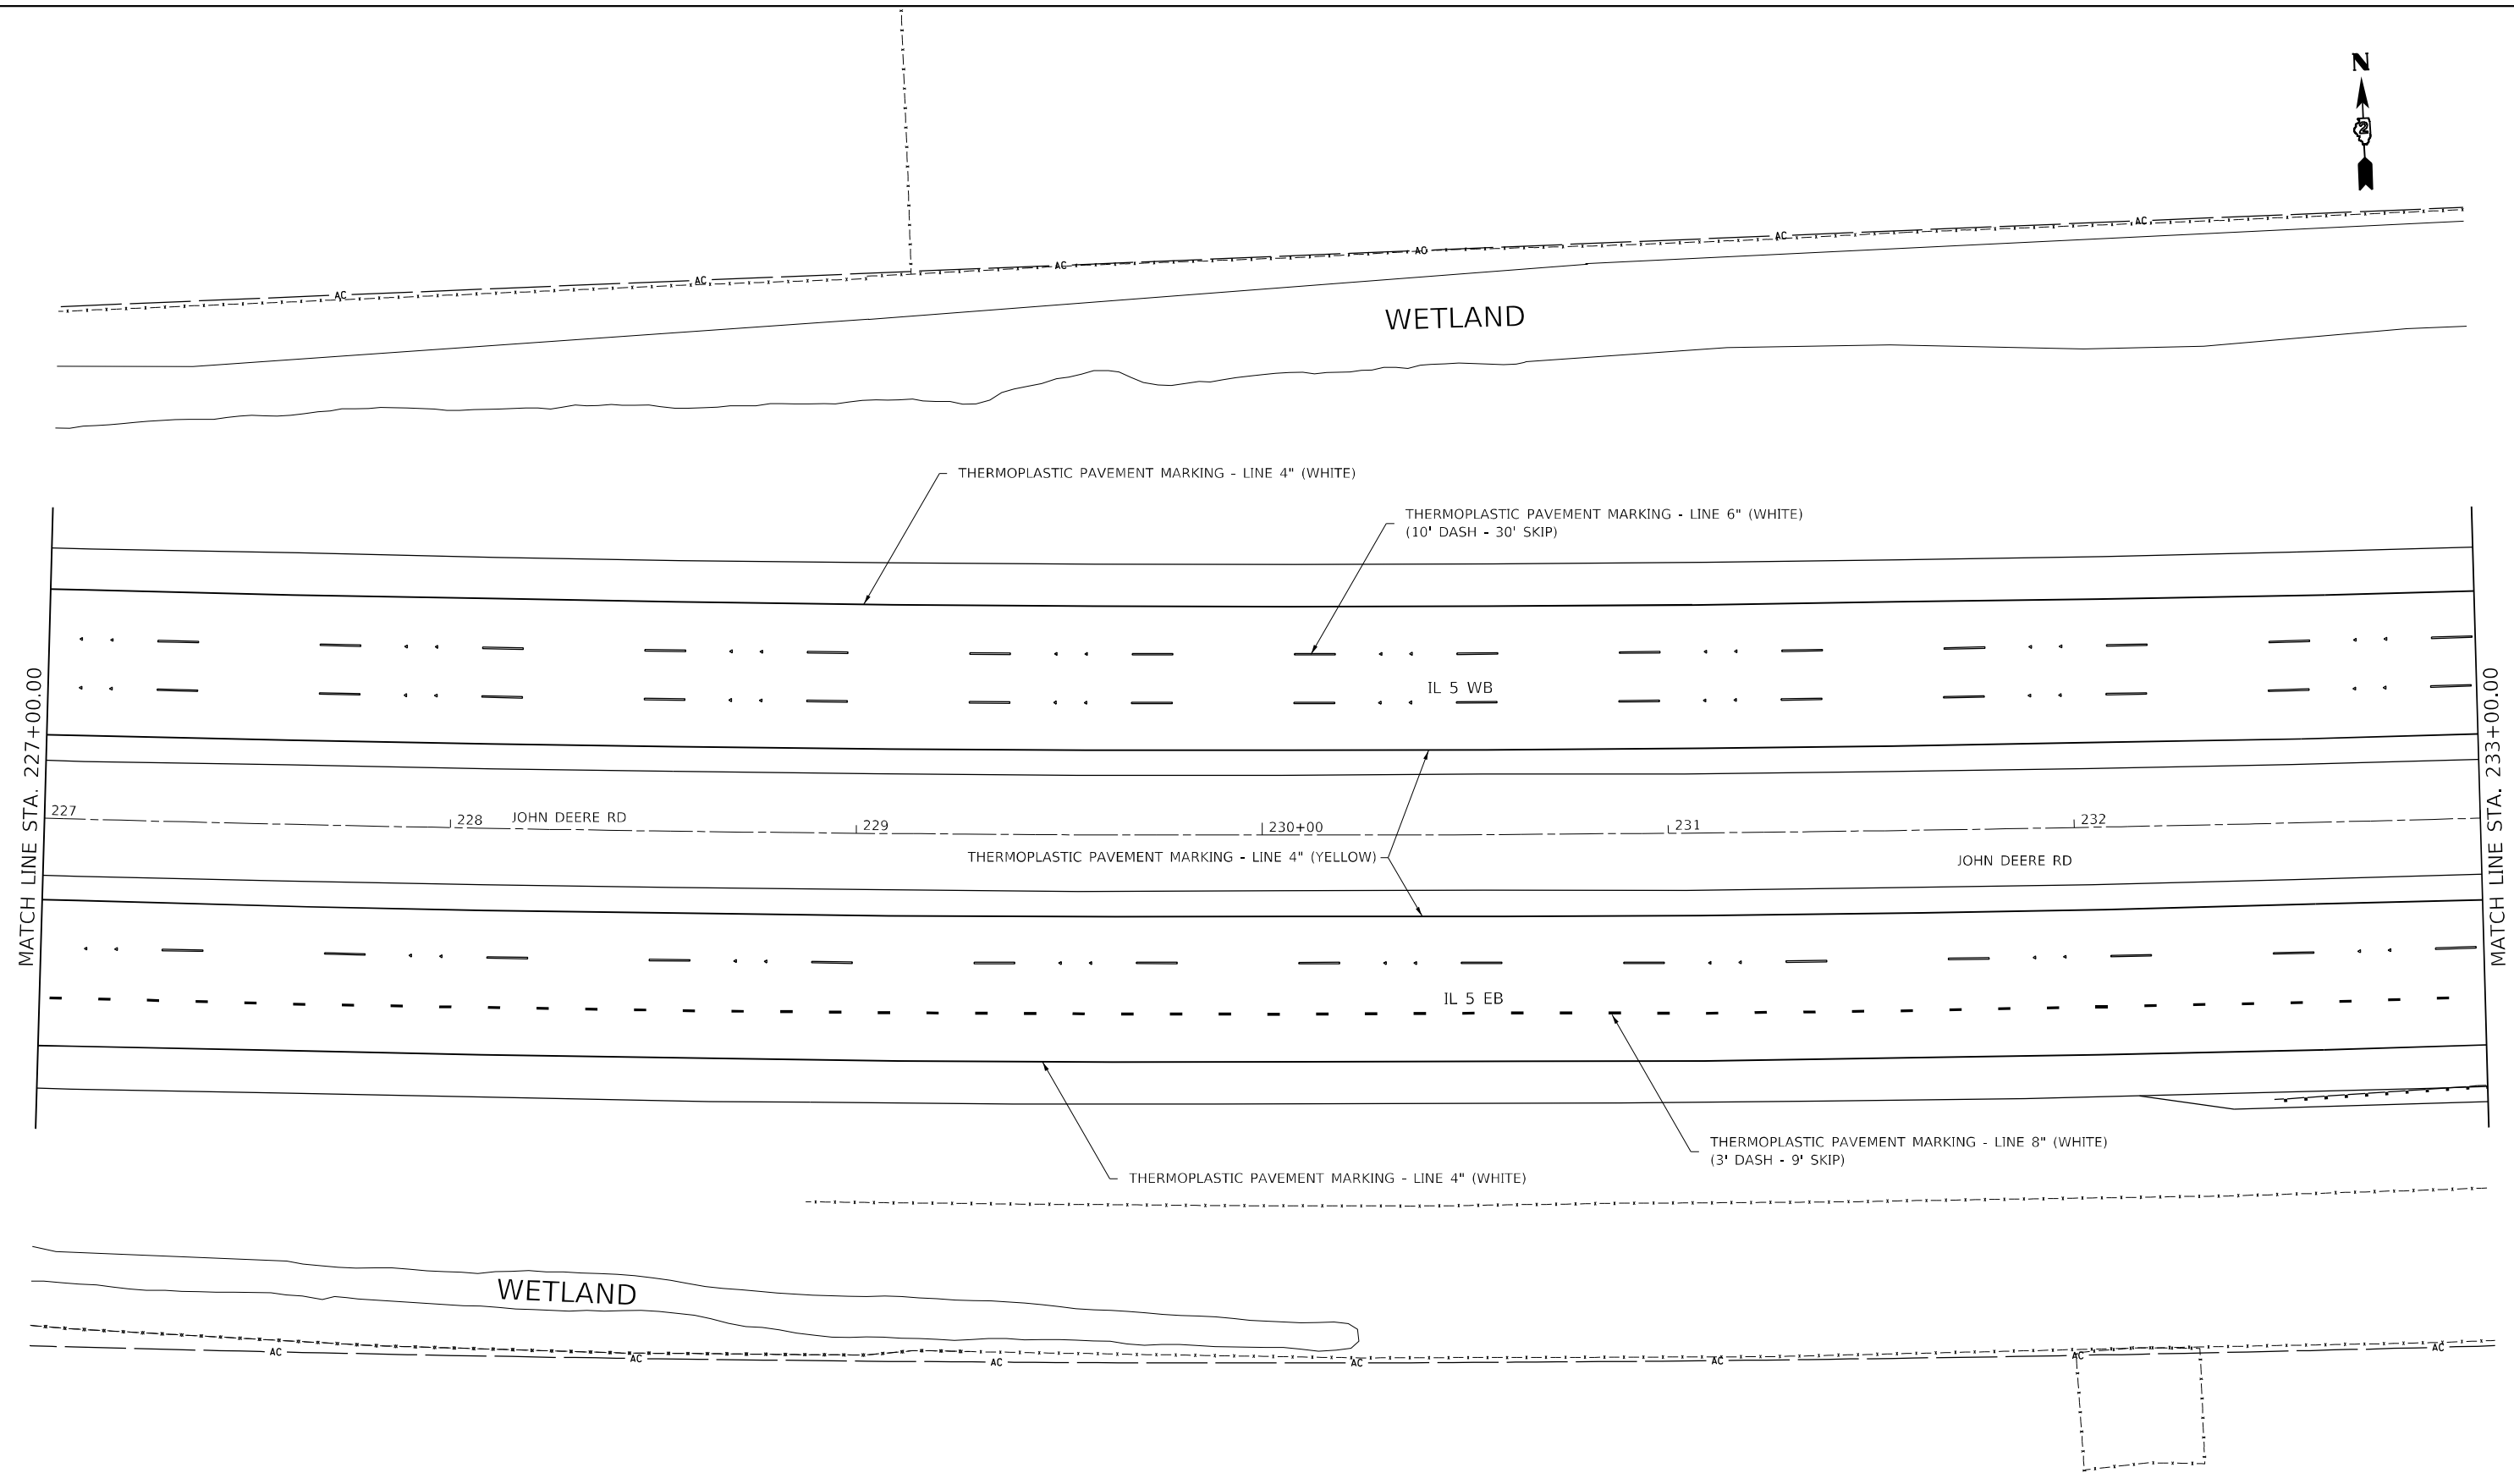 N
2
AC
AC
AC
AC
AC
AC
WETLAND
THERMOPLASTIC PAVEMENT MARKING - LINE 4" (WHITE)
THERMOPLASTIC PAVEMENT MARKING - LINE 6" (WHITE)
(10' DASH - 30' SKIP)
IL 5 WB
MATCH LINE STA. 227+00.00
MATCH LINE STA. 233+00.00
227
228
JOHN DEERE RD
229
230+00
231
232
THERMOPLASTIC PAVEMENT MARKING - LINE 4" (YELLOW)
JOHN DEERE RD
IL 5 EB
THERMOPLASTIC PAVEMENT MARKING - LINE 8" (WHITE)
(3' DASH - 9' SKIP)
THERMOPLASTIC PAVEMENT MARKING - LINE 4" (WHITE)
WETLAND
AC
AC
AC
AC
AC
AC
AC